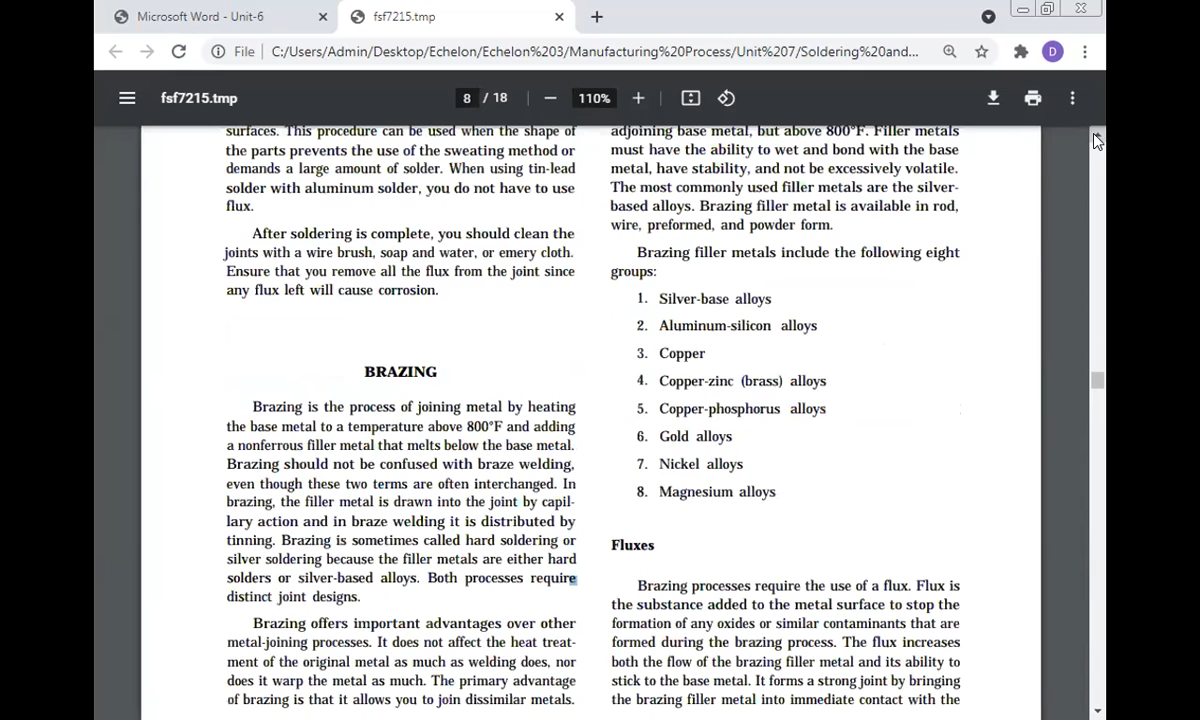 Microsoft Word - Unit-6
fsf7215.tmp
File
C:/Users/Admin/Desktop/Echelon/Echelon%203/Manufacturing%20Process/Unit%207/Soldering%20and...
D
fsf7215.tmp
8 / 18
110%
surfaces. This procedure can be used when the shape of
the parts prevents the use of the sweating method or
demands a large amount of solder. When using tin-lead
solder with aluminum solder, you do not have to use
flux.
After soldering is complete, you should clean the
joints with a wire brush, soap and water, or emery cloth.
Ensure that you remove all the flux from the joint since
any flux left will cause corrosion.
BRAZING
Brazing is the process of joining metal by heating
the base metal to a temperature above 800°F and adding
a nonferrous filler metal that melts below the base metal.
Brazing should not be confused with braze welding,
even though these two terms are often interchanged. In
brazing, the filler metal is drawn into the joint by capil-
lary action and in braze welding it is distributed by
tinning. Brazing is sometimes called hard soldering or
silver soldering because the filler metals are either hard
solders or silver-based alloys. Both processes require
distinct joint designs.
Brazing offers important advantages over other
metal-joining processes. It does not affect the heat treat-
ment of the original metal as much as welding does, nor
does it warp the metal as much. The primary advantage
of brazing is that it allows you to join dissimilar metals.
adjoining base metal, but above 800°F. Filler metals
must have the ability to wet and bond with the base
metal, have stability, and not be excessively volatile.
The most commonly used filler metals are the silver-
based alloys. Brazing filler metal is available in rod,
wire, preformed, and powder form.
Brazing filler metals include the following eight
groups:
1. Silver-base alloys
2. Aluminum-silicon alloys
3. Copper
4. Copper-zinc (brass) alloys
5. Copper-phosphorus alloys
6. Gold alloys
7. Nickel alloys
8. Magnesium alloys
Fluxes
Brazing processes require the use of a flux. Flux is
the substance added to the metal surface to stop the
formation of any oxides or similar contaminants that are
formed during the brazing process. The flux increases
both the flow of the brazing filler metal and its ability to
stick to the base metal. It forms a strong joint by bringing
the brazing filler metal into immediate contact with the